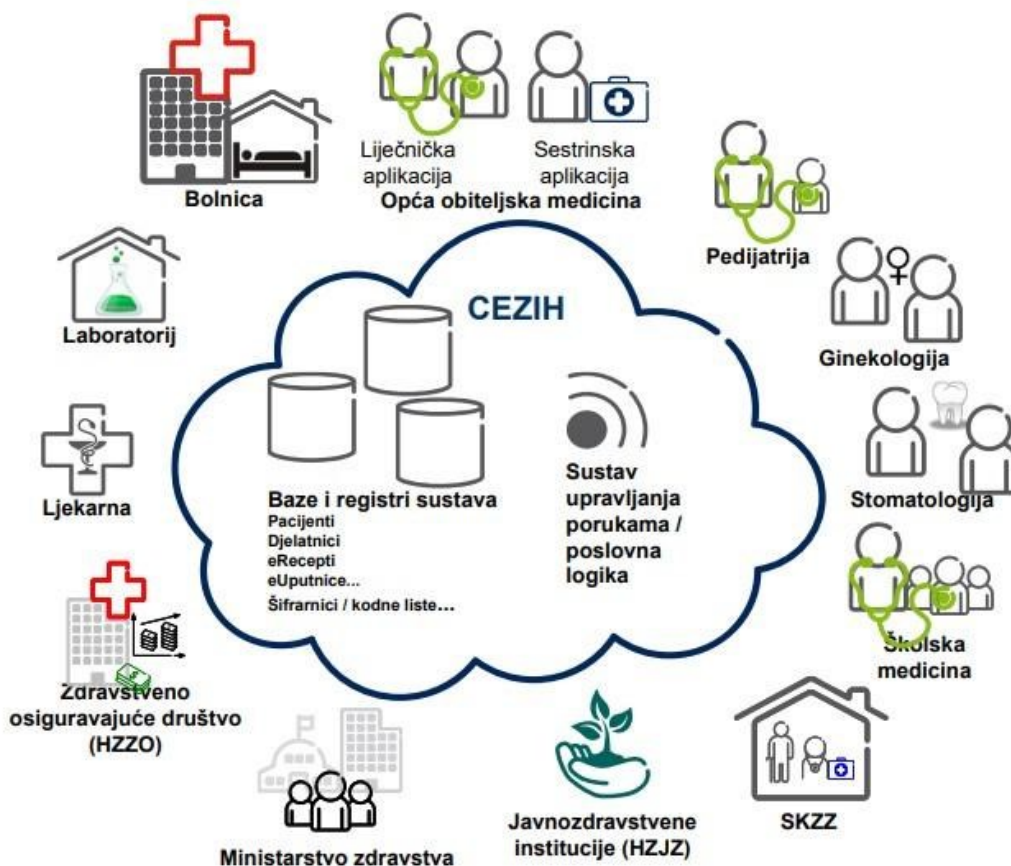 Bolnica
Liječnička
aplikacija
Sestrinska
aplikacija
Opća obiteljska medicina
Pedijatrija
Ginekologija
Stomatologija
Školska
medicina
SKZZ
Javnozdravstvene
institucije (HZJZ)
Ministarstvo zdravstva
Zdravstveno
osiguravajuće društvo
(HZZO)
Ljekarna
Laboratorij
CEZIH
Baze i registri sustava
Pacijenti
Djelatnici
eRecepti
eUputnice...
Šifrarnici / kodne liste...
Sustav
upravljanja
porukama /
poslovna
logika